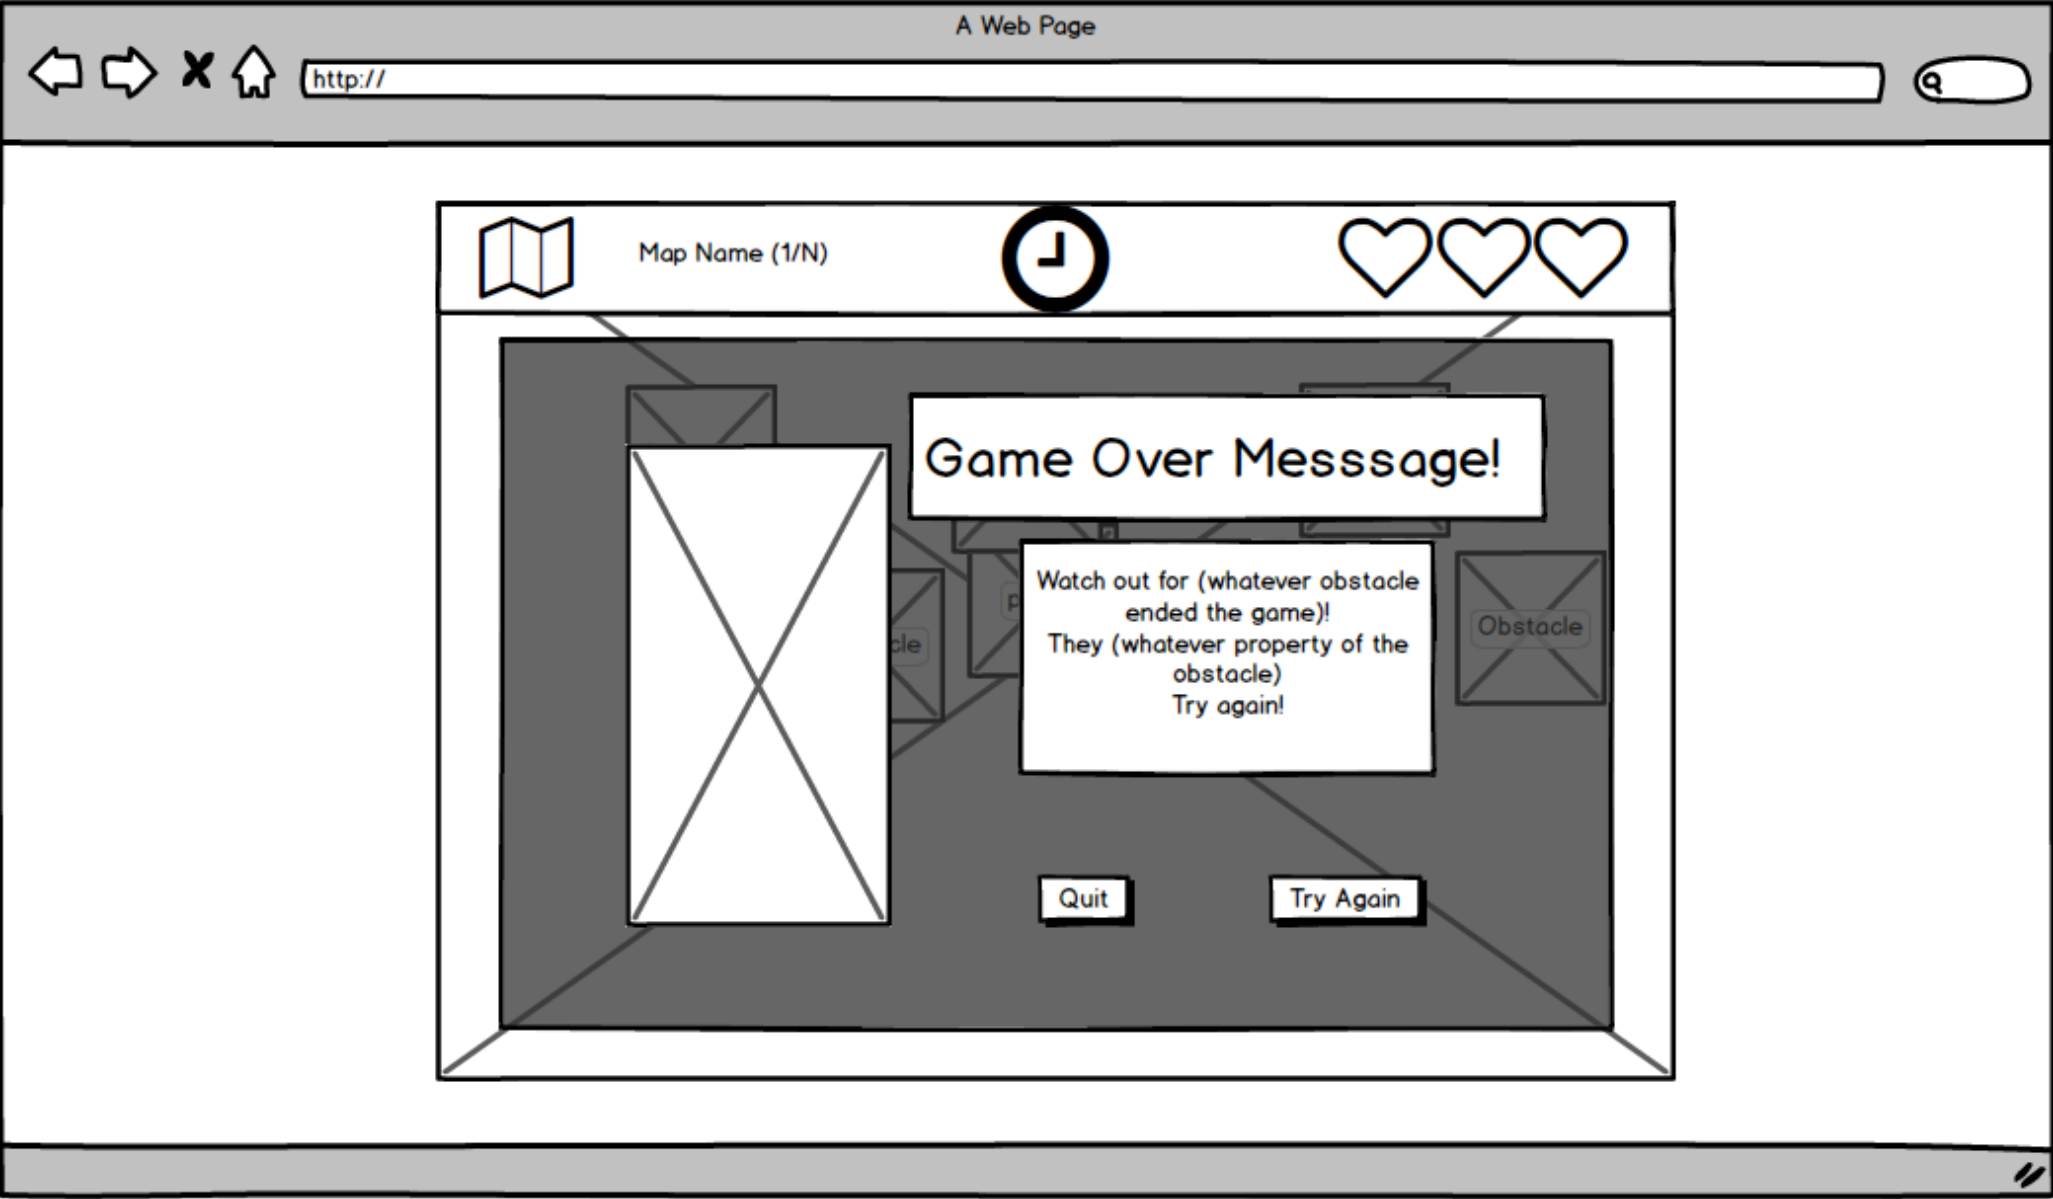 A Web Page
http://
Map Name (1/N)
Game Over Messsage!
Watch out for (whatever obstacle
ended the game)!
They (whatever property of the
obstacle)
Try again!
cle
p
Obstacle
Quit
Try Again